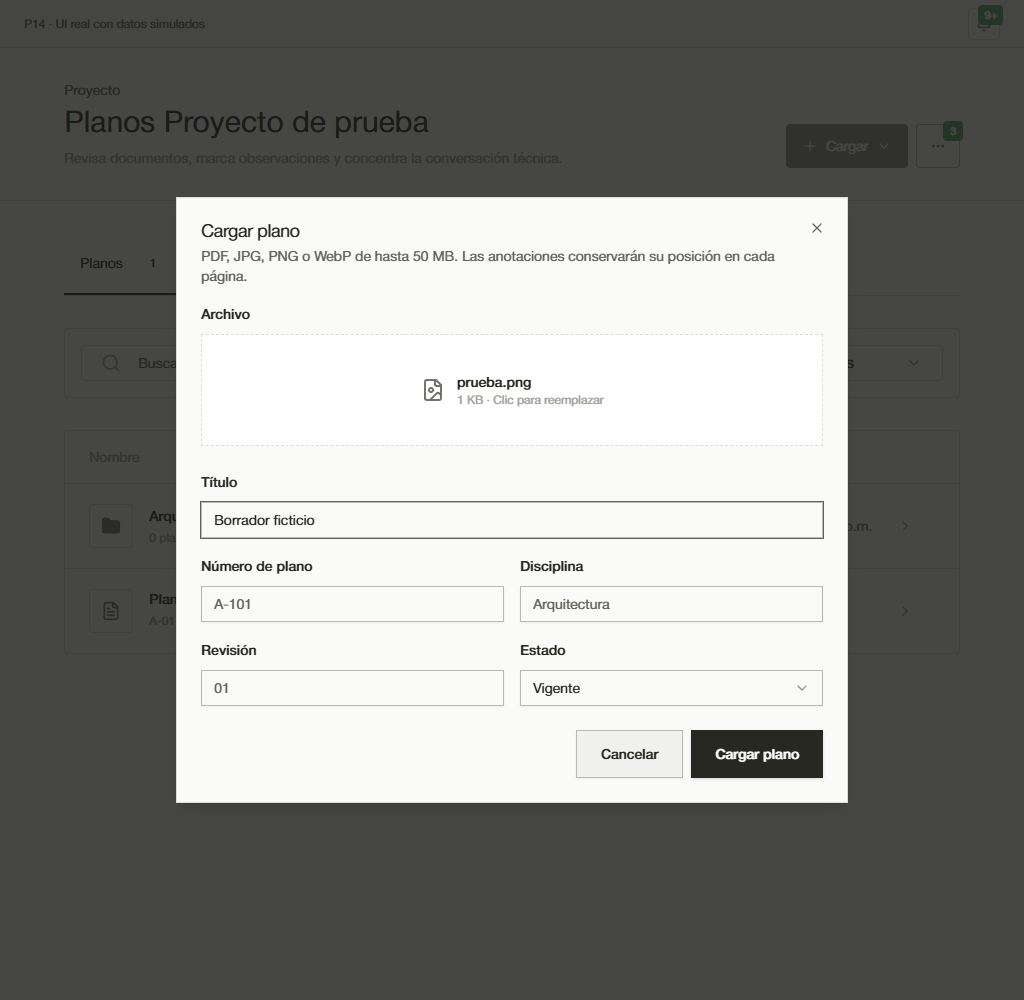 P14 - UI real con datos simulados
9+
Proyecto
Planos Proyecto de prueba
Revisa documentos, marca observaciones y concentra la conversación técnica.
Cargar
3
Planos 1
Cargar plano
PDF, JPG, PNG o WebP de hasta 50 MB. Las anotaciones conservarán su posición en cada
página.
Archivo
prueba.png
1 KB · Clic para reemplazar
Título
Borrador ficticio
Número de plano
Disciplina
A-101
Arquitectura
Revisión
Estado
01
Vigente
Cancelar
Cargar plano
Nombre
A-01